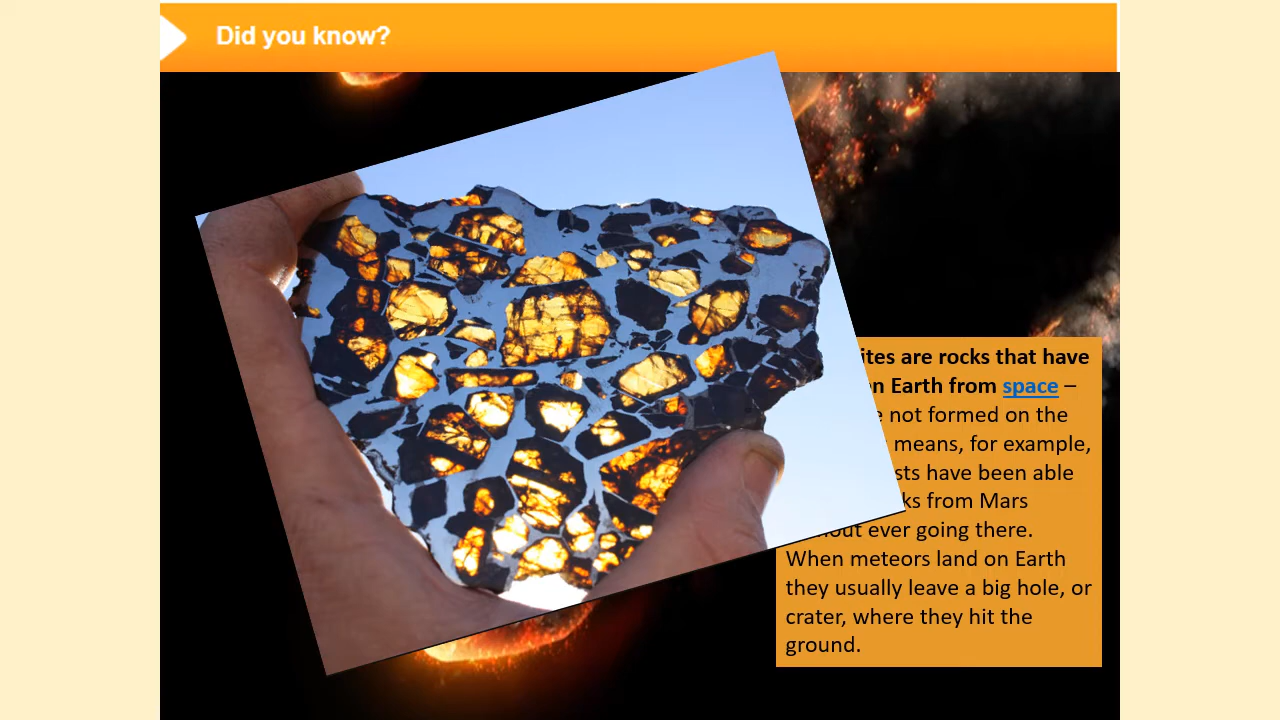 Did you know?
ites are rocks that have
n Earth from space –
e not formed on the
means, for example,
sts have been able
ks from Mars
out ever going there.
When meteors land on Earth
they usually leave a big hole, or
crater, where they hit the
ground.